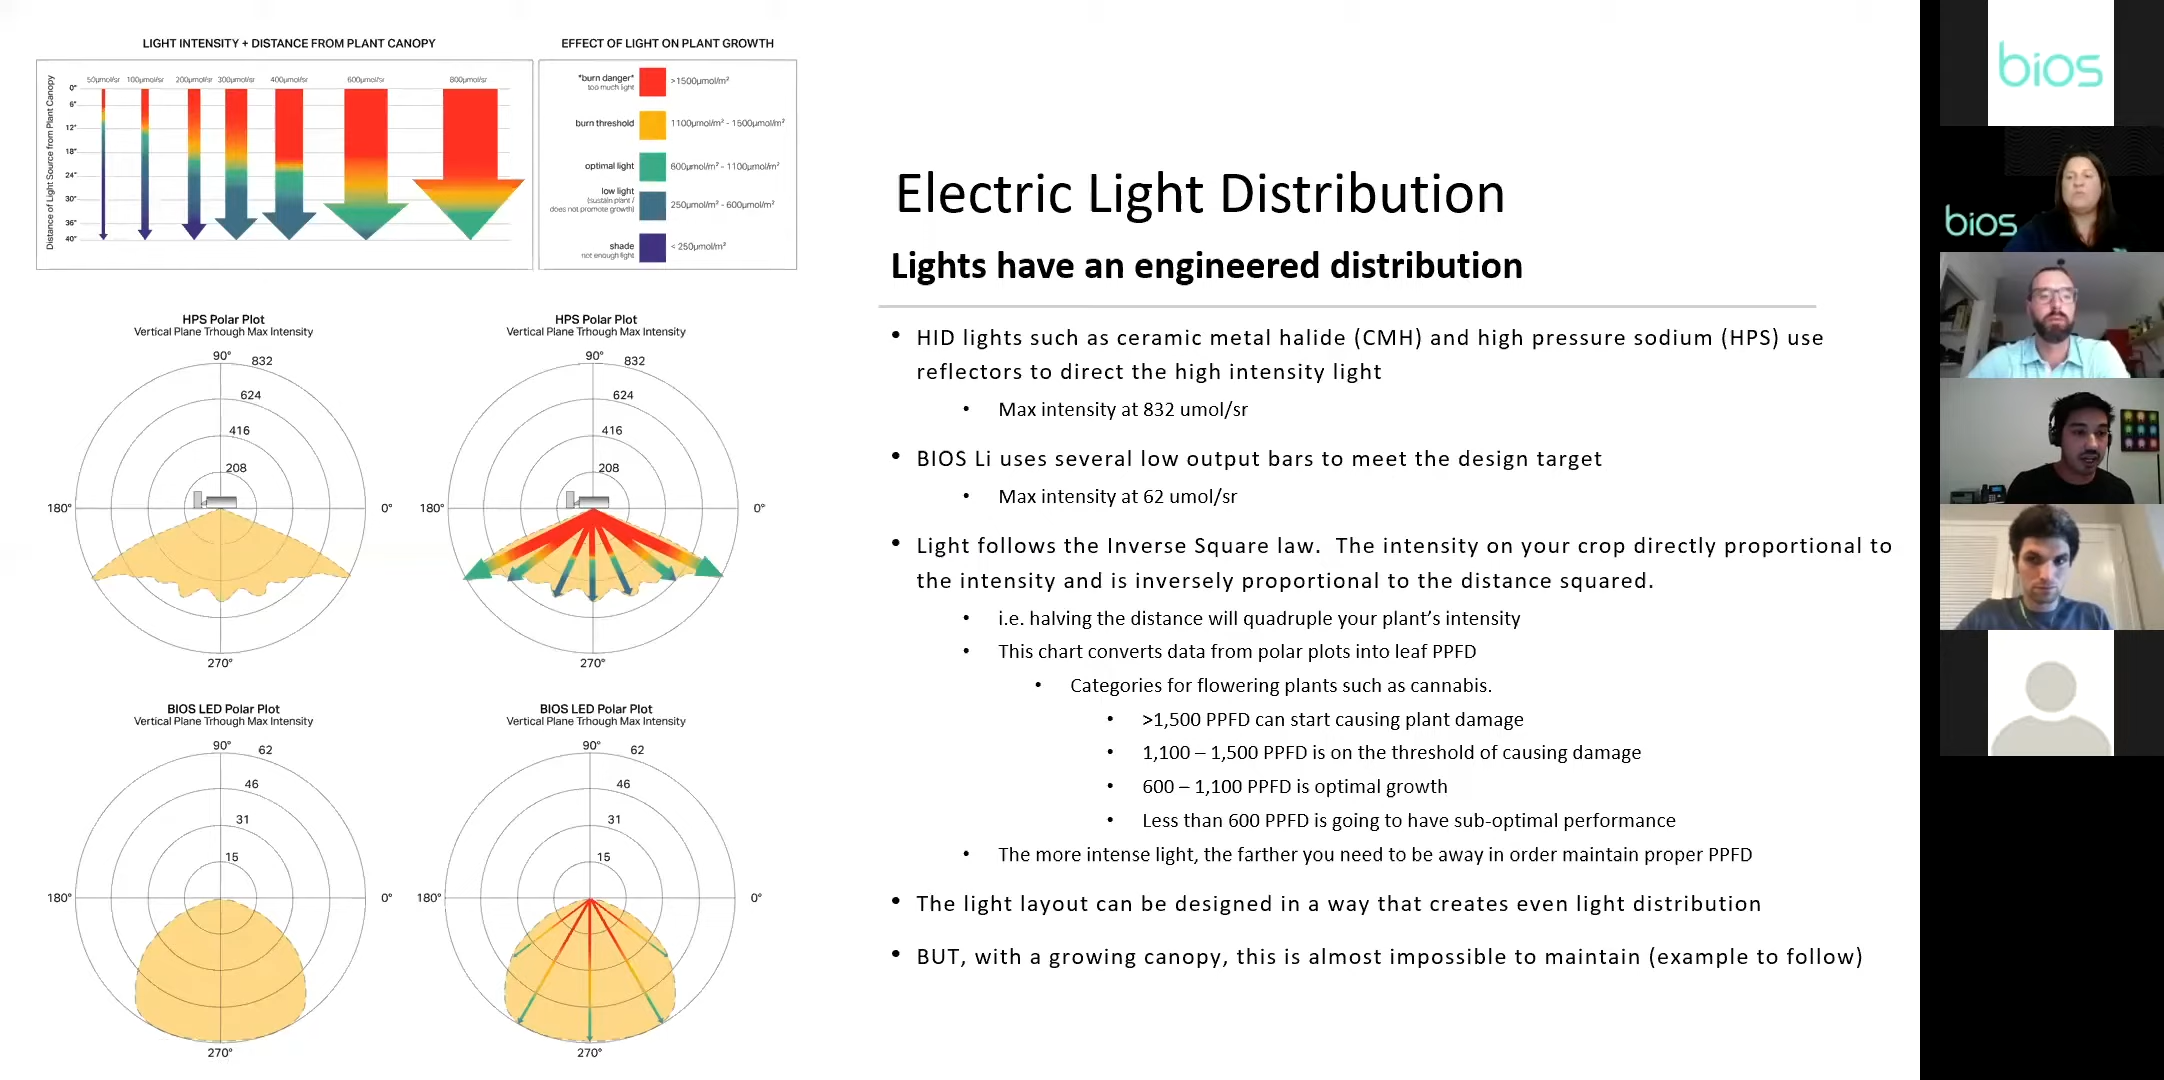 LIGHT INTENSITY + DISTANCE FROM PLANT CANOPY
50µmol/sr 100µmol/sr 200µmol/sr 300µmol/sr 400µmol/sr 600µmol/sr 800µmol/sr
Distance of Light Source from Plant Canopy
0"
6"
12"
18"
24"
30"
36"
40"
EFFECT OF LIGHT ON PLANT GROWTH
*burn danger*
too much light
>1500µmol/m²
burn threshold
1100µmol/m² - 1500µmol/m²
optimal light
600µmol/m² - 1100µmol/m²
low light
(sustain plant /
does not promote growth)
250µmol/m² - 600µmol/m²
shade
not enough light
< 250µmol/m²
HPS Polar Plot
Vertical Plane Trhough Max Intensity
90° 832
624
416
208
180° 0°
270°
HPS Polar Plot
Vertical Plane Trhough Max Intensity
90° 832
624
416
208
180° 0°
270°
BIOS LED Polar Plot
Vertical Plane Trhough Max Intensity
90° 62
46
31
15
180° 0°
270°
BIOS LED Polar Plot
Vertical Plane Trhough Max Intensity
90° 62
46
31
15
180° 0°
270°
Electric Light Distribution
Lights have an engineered distribution
• HID lights such as ceramic metal halide (CMH) and high pressure sodium (HPS) use
reflectors to direct the high intensity light
• Max intensity at 832 umol/sr
• BIOS Li uses several low output bars to meet the design target
• Max intensity at 62 umol/sr
• Light follows the Inverse Square law. The intensity on your crop directly proportional to
the intensity and is inversely proportional to the distance squared.
• i.e. halving the distance will quadruple your plant's intensity
• This chart converts data from polar plots into leaf PPFD
• Categories for flowering plants such as cannabis.
• >1,500 PPFD can start causing plant damage
• 1,100 – 1,500 PPFD is on the threshold of causing damage
• 600 – 1,100 PPFD is optimal growth
• Less than 600 PPFD is going to have sub-optimal performance
• The more intense light, the farther you need to be away in order maintain proper PPFD
• The light layout can be designed in a way that creates even light distribution
• BUT, with a growing canopy, this is almost impossible to maintain (example to follow)
bios
bios